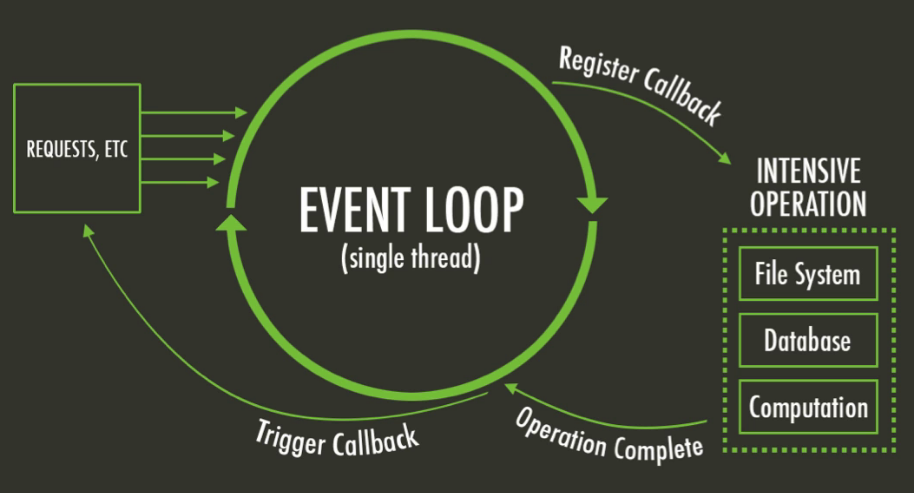 REQUESTS, ETC
EVENT LOOP
(single thread)
Register Callback
INTENSIVE
OPERATION
File System
Database
Computation
Operation Complete
Trigger Callback